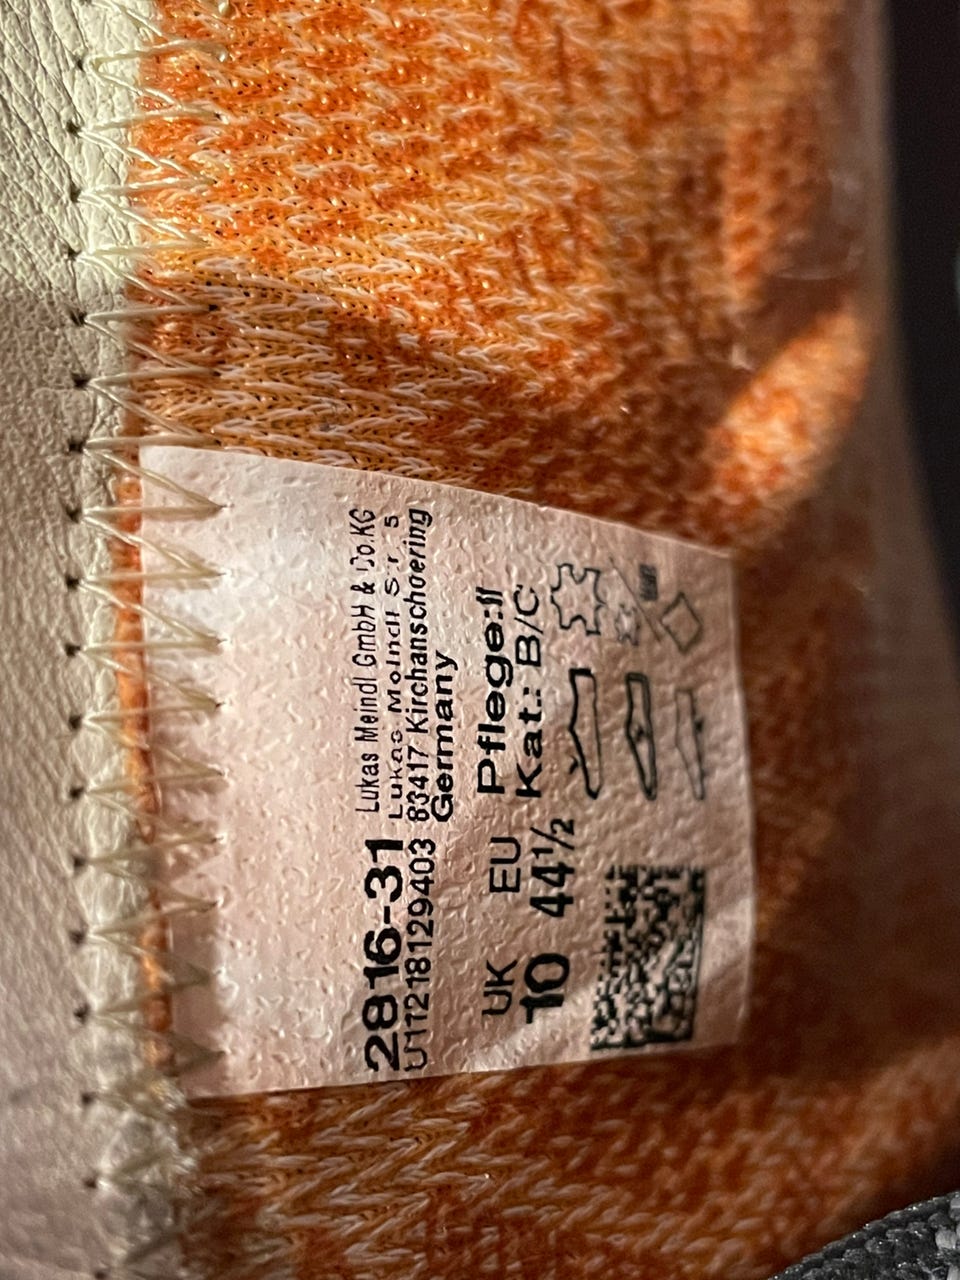 2816-31
U117218129403
Lukas Meindl GmbH & Co.KG
Lukas Meindl Str 5
83417 Kirchanschoering
Germany
UK EU
10 44½
Pflege:II
Kat.: B/C